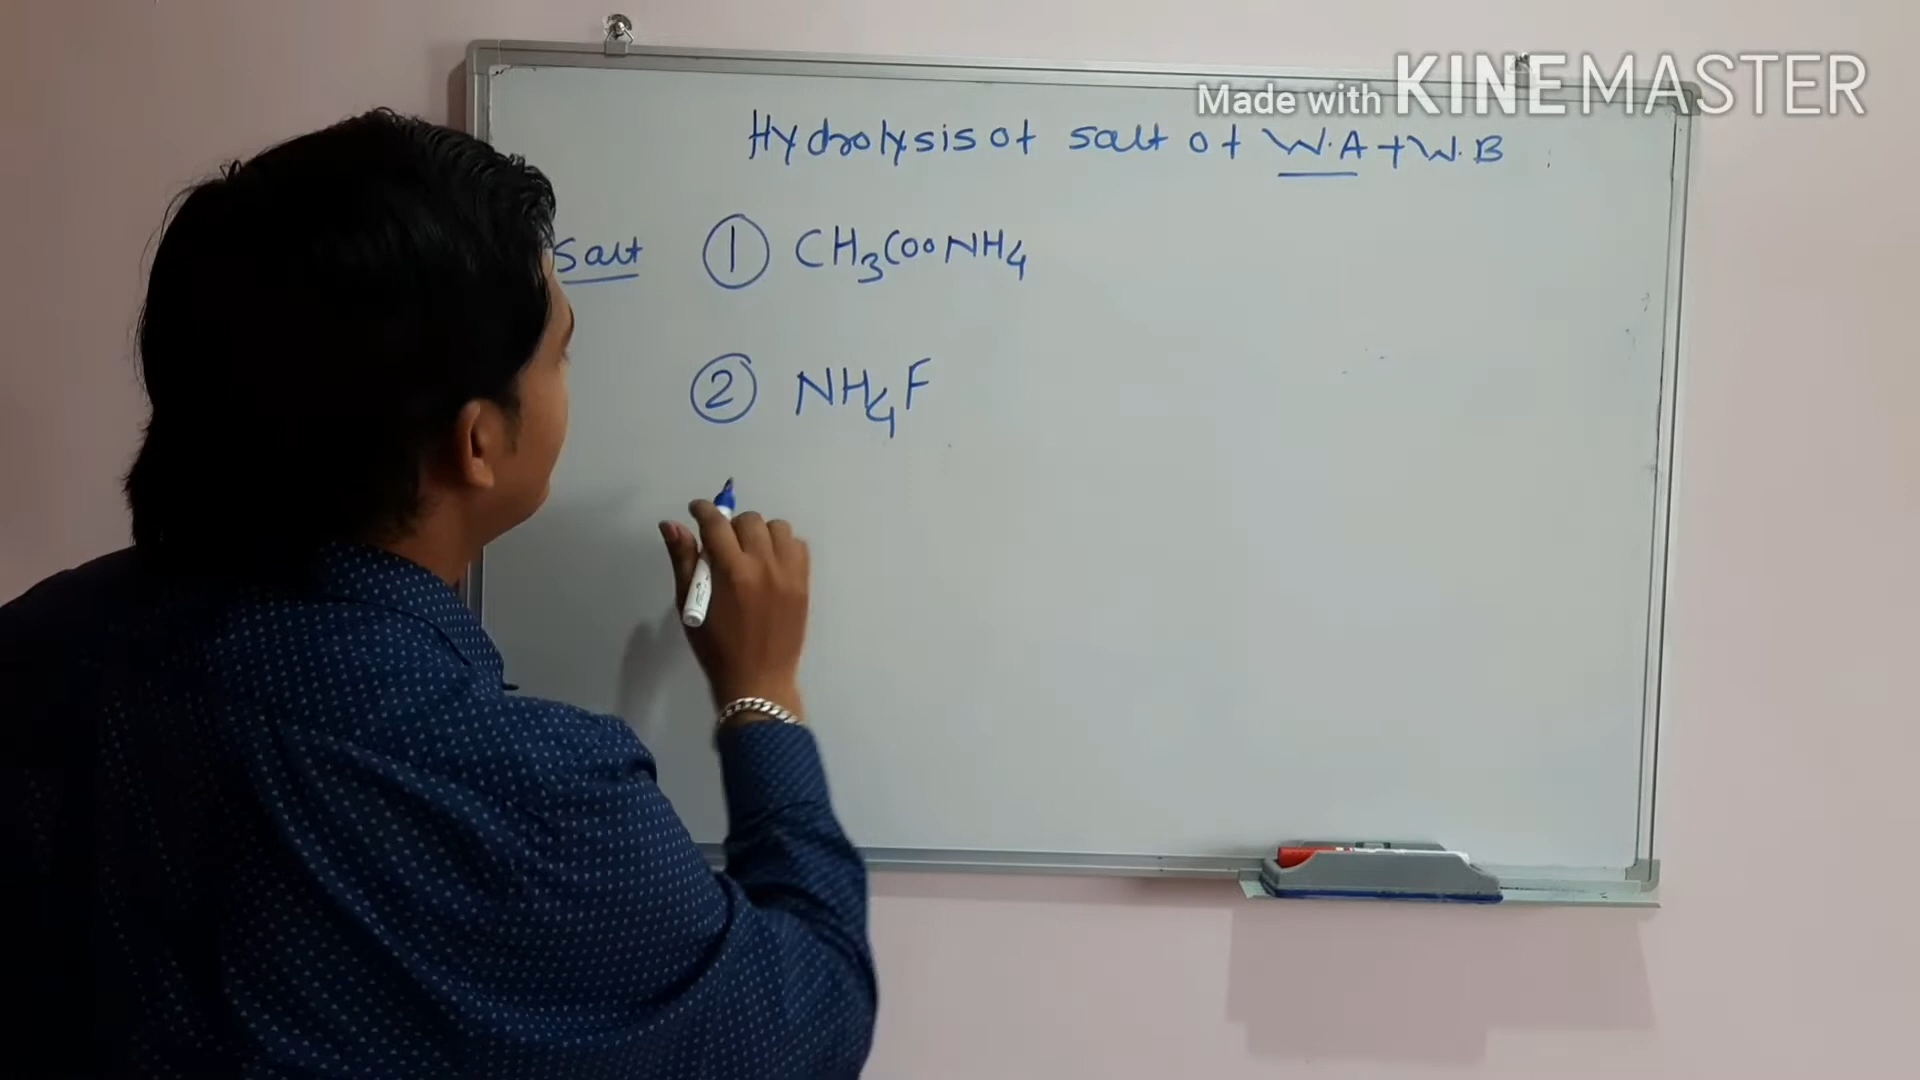 Made with KINEMASTER
Hydrolysis of salt of W.A + W.B
Salt ① CH₃COONH₄
② NH₄F